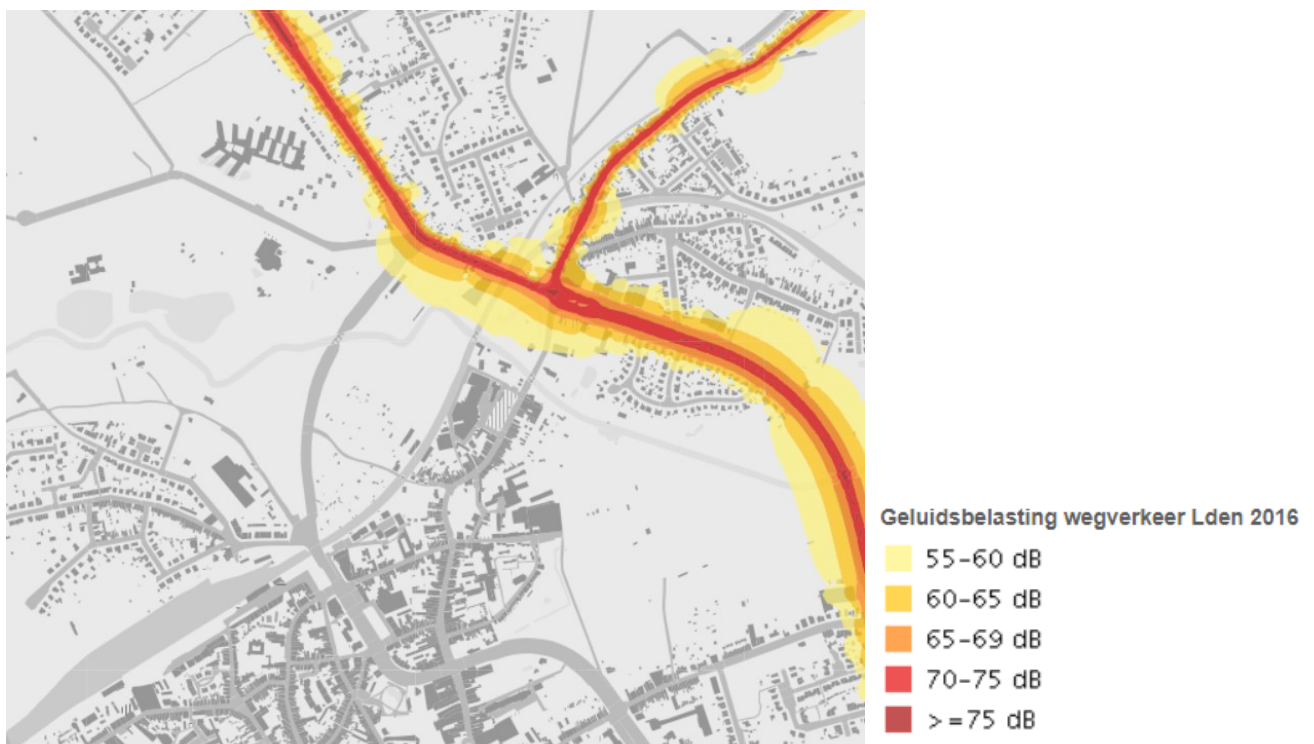 Geluidsbelasting wegverkeer Lden 2016
55-60 dB
60-65 dB
65-69 dB
70-75 dB
>=75 dB